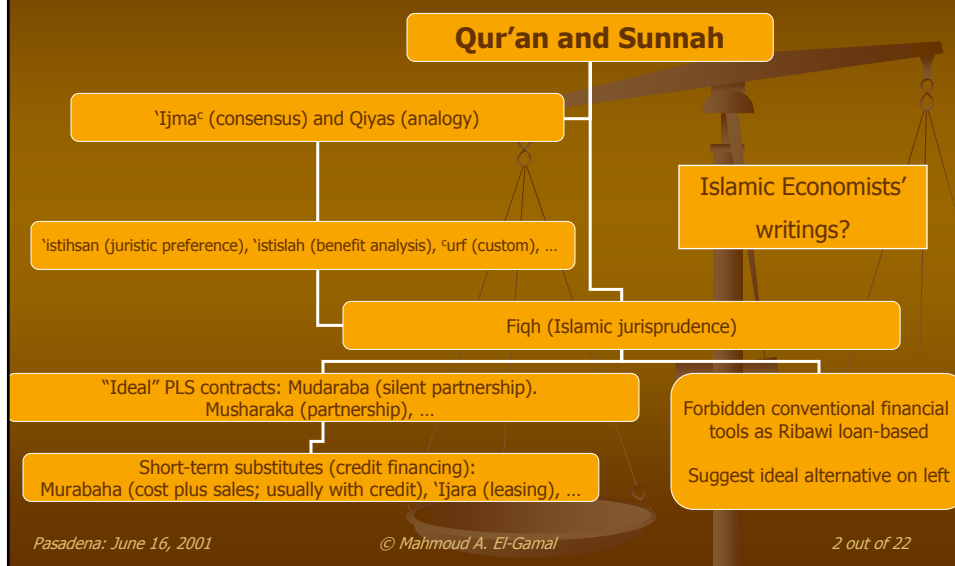 Qur’an and Sunnah
‘Ijmaᶜ (consensus) and Qiyas (analogy)
Islamic Economists’
writings?
‘istihsan (juristic preference), ‘istislah (benefit analysis), ᶜurf (custom), …
Fiqh (Islamic jurisprudence)
“Ideal” PLS contracts: Mudaraba (silent partnership).
Musharaka (partnership), …
Forbidden conventional financial
tools as Ribawi loan-based
Suggest ideal alternative on left
Short-term substitutes (credit financing):
Murabaha (cost plus sales; usually with credit), ‘Ijara (leasing), …
Pasadena: June 16, 2001
© Mahmoud A. El-Gamal
2 out of 22